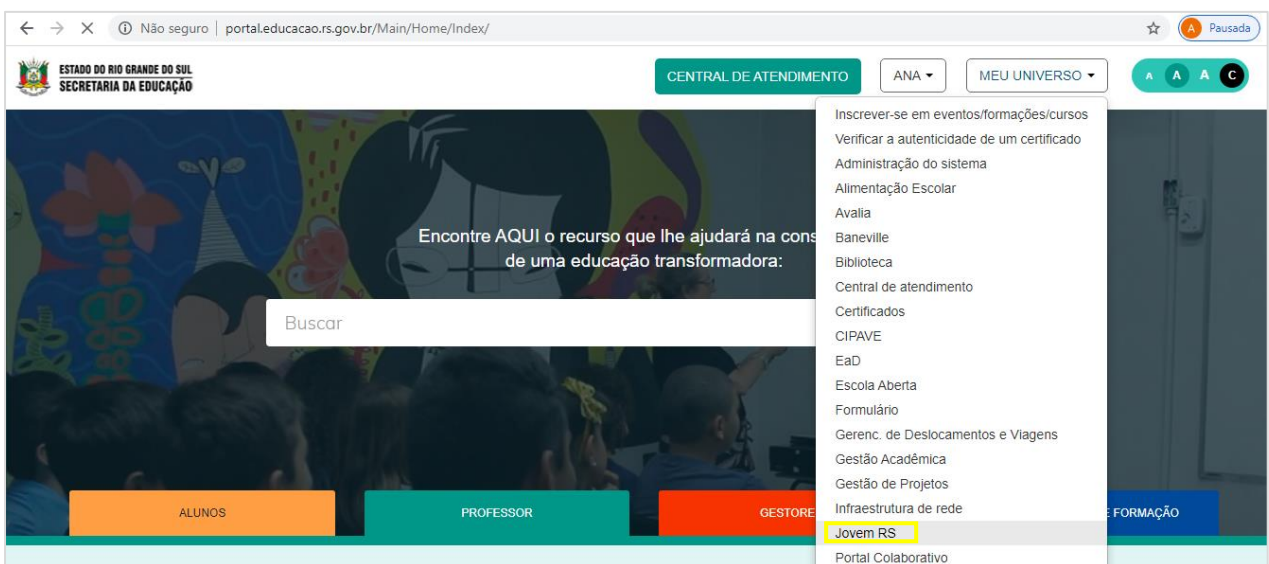 Não seguro | portal.educacao.rs.gov.br/Main/Home/Index/
A Pausada
ESTADO DO RIO GRANDE DO SUL
SECRETARIA DA EDUCAÇÃO
CENTRAL DE ATENDIMENTO
ANA
MEU UNIVERSO
A A A C
Encontre AQUI o recurso que lhe ajudará na cons
de uma educação transformadora:
Buscar
Inscrever-se em eventos/formações/cursos
Verificar a autenticidade de um certificado
Administração do sistema
Alimentação Escolar
Avalia
Baneville
Biblioteca
Central de atendimento
Certificados
CIPAVE
EaD
Escola Aberta
Formulário
Gerenc. de Deslocamentos e Viagens
Gestão Acadêmica
Gestão de Projetos
Infraestrutura de rede
Jovem RS
Portal Colaborativo
ALUNOS
PROFESSOR
GESTORE
FORMAÇÃO